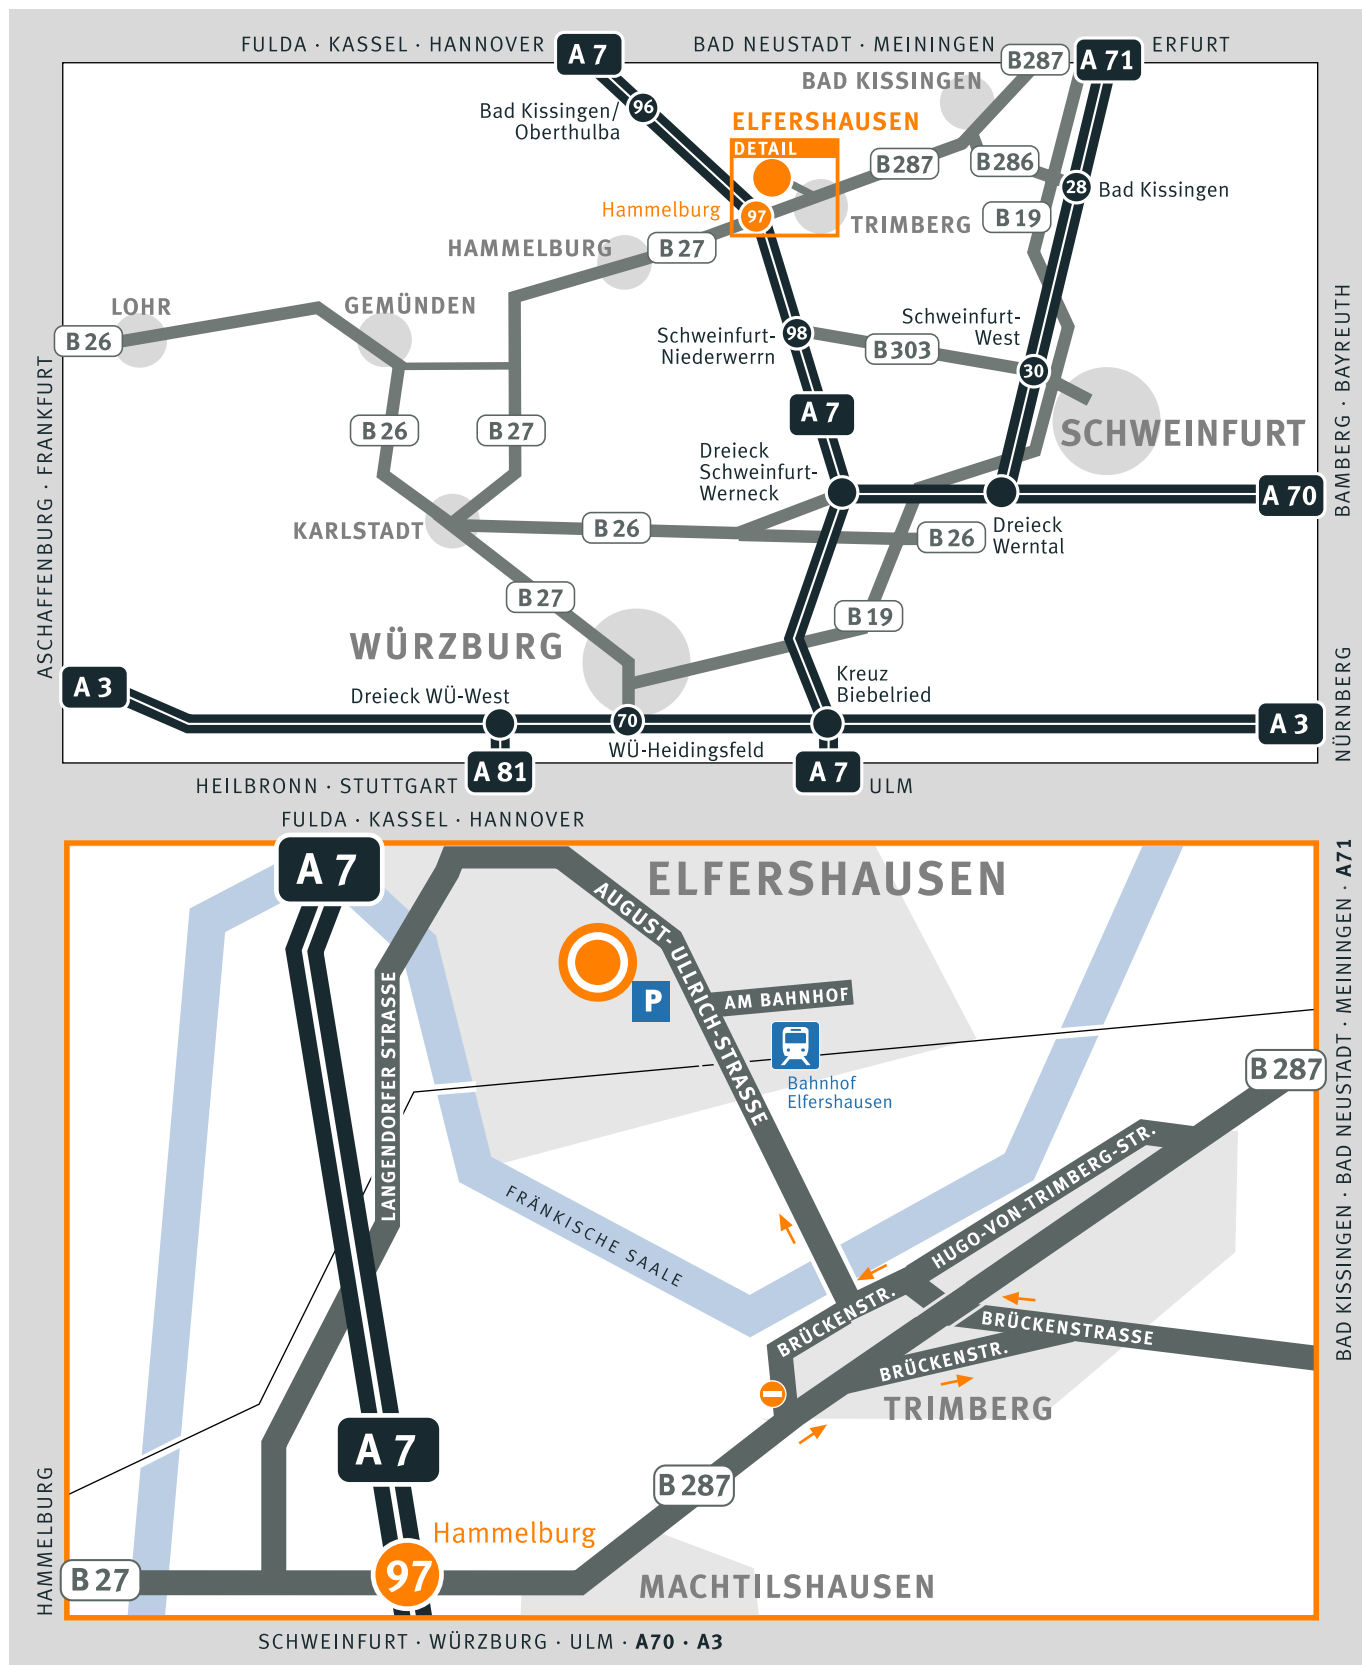 FULDA · KASSEL · HANNOVER
A 7
BAD NEUSTADT · MEININGEN
B287
A 71
ERFURT
BAD KISSINGEN
96
Bad Kissingen/
Oberthulba
ELFERSHAUSEN
DETAIL
B287
B286
28
Bad Kissingen
Hammelburg
97
TRIMBERG
B 19
HAMMELBURG
B 27
LOHR
GEMÜNDEN
B 26
Schweinfurt-
Niederwerrn
98
B303
Schweinfurt-
West
30
A 7
B 26
B 27
SCHWEINFURT
Dreieck
Schweinfurt-
Werneck
A 70
KARLSTADT
B 26
B 26
Dreieck
Werntal
B 27
B 19
WÜRZBURG
Kreuz
Biebelried
A 3
Dreieck WÜ-West
70
WÜ-Heidingsfeld
A 3
A 81
A 7
HEILBRONN · STUTTGART
ULM
ASCHAFFENBURG · FRANKFURT
BAMBERG · BAYREUTH
NÜRNBERG
FULDA · KASSEL · HANNOVER
A 7
ELFERSHAUSEN
AUGUST-ULLRICH-STRASSE
P
AM BAHNHOF
Bahnhof
Elfershausen
LANGENDORFER STRASSE
B 287
FRÄNKISCHE SAALE
HUGO-VON-TRIMBERG-STR.
BRÜCKENSTR.
BRÜCKENSTRASSE
BRÜCKENSTR.
TRIMBERG
A 7
B 287
Hammelburg
97
B 27
MACHTILSHAUSEN
HAMMELBURG
BAD KISSINGEN · BAD NEUSTADT · MEININGEN · A71
SCHWEINFURT · WÜRZBURG · ULM · A70 · A3